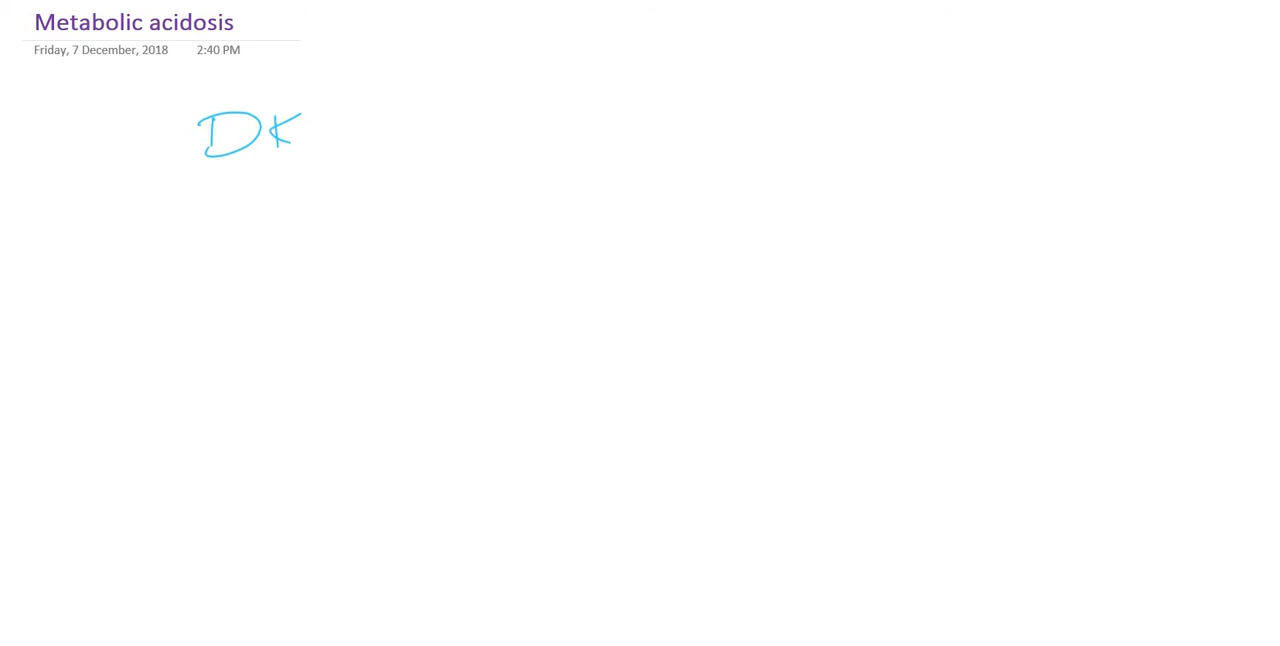 Metabolic acidosis
Friday, 7 December, 2018 2:40 PM
DK